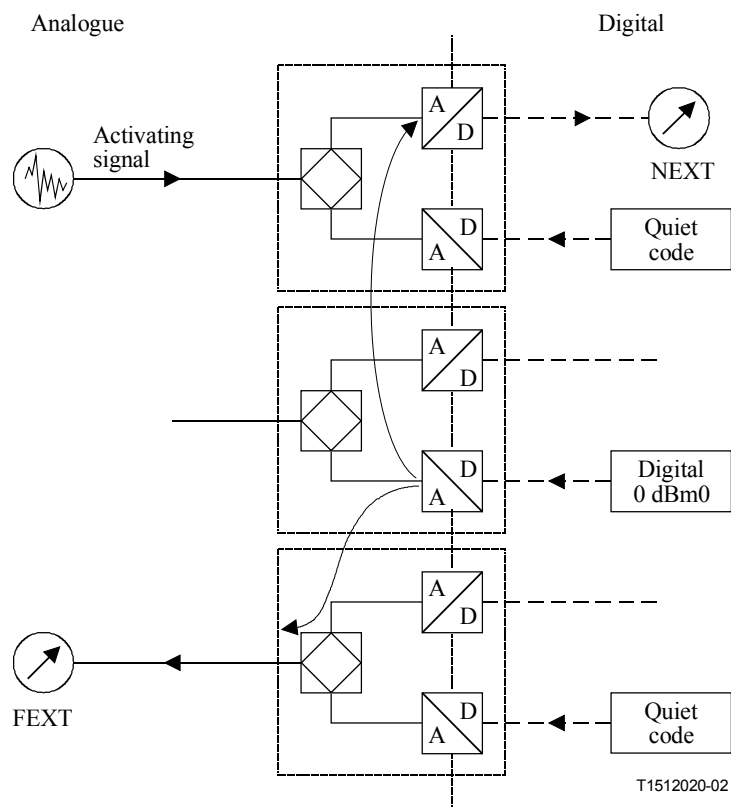 Analogue
Digital
A
D
Activating
signal
NEXT
D
A
Quiet
code
A
D
D
A
Digital
0 dBm0
A
D
FEXT
D
A
Quiet
code
T1512020-02